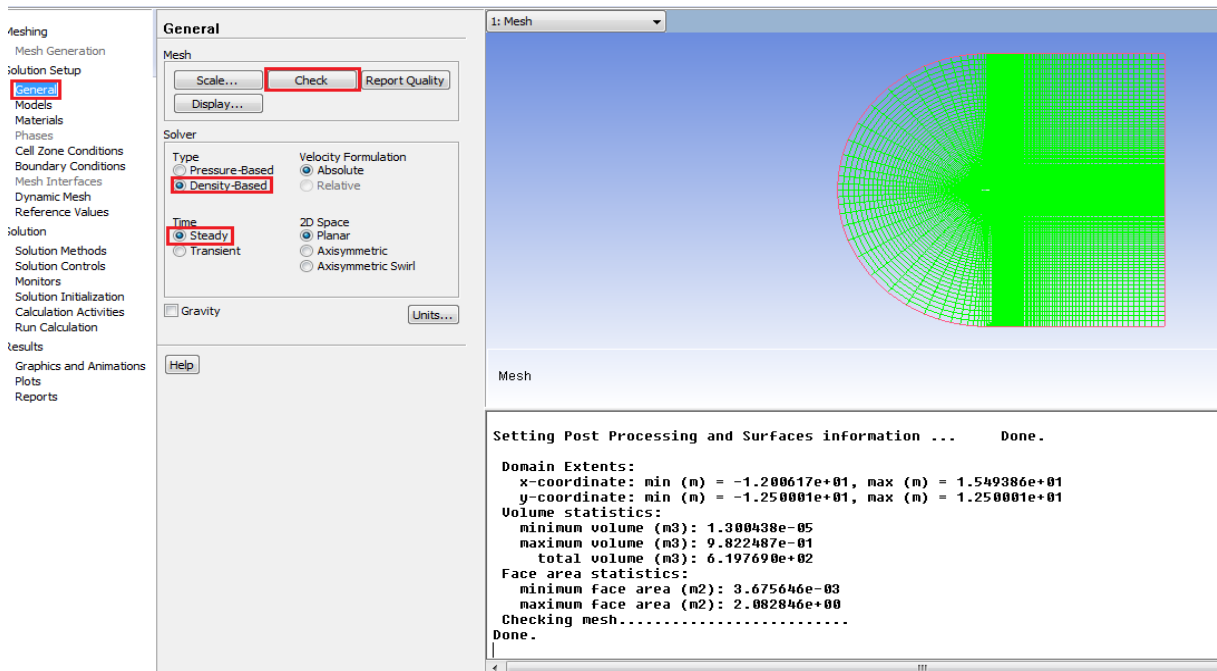 Meshing
Mesh Generation
Solution Setup
General
Models
Materials
Phases
Cell Zone Conditions
Boundary Conditions
Mesh Interfaces
Dynamic Mesh
Reference Values
Solution
Solution Methods
Solution Controls
Monitors
Solution Initialization
Calculation Activities
Run Calculation
Results
Graphics and Animations
Plots
Reports
General
Mesh
Scale... Check Report Quality
Display...
Solver
Type Velocity Formulation
Pressure-Based Absolute
Density-Based Relative
Time 2D Space
Steady Planar
Transient Axisymmetric
Axisymmetric Swirl
Gravity Units...
Help
1: Mesh
Mesh
Setting Post Processing and Surfaces information ... Done.
Domain Extents:
x-coordinate: min (m) = -1.200617e+01, max (m) = 1.549386e+01
y-coordinate: min (m) = -1.250001e+01, max (m) = 1.250001e+01
Volume statistics:
minimum volume (m3): 1.300438e-05
maximum volume (m3): 9.822487e-01
total volume (m3): 6.197690e+02
Face area statistics:
minimum face area (m2): 3.675646e-03
maximum face area (m2): 2.082846e+00
Checking mesh..........................
Done.